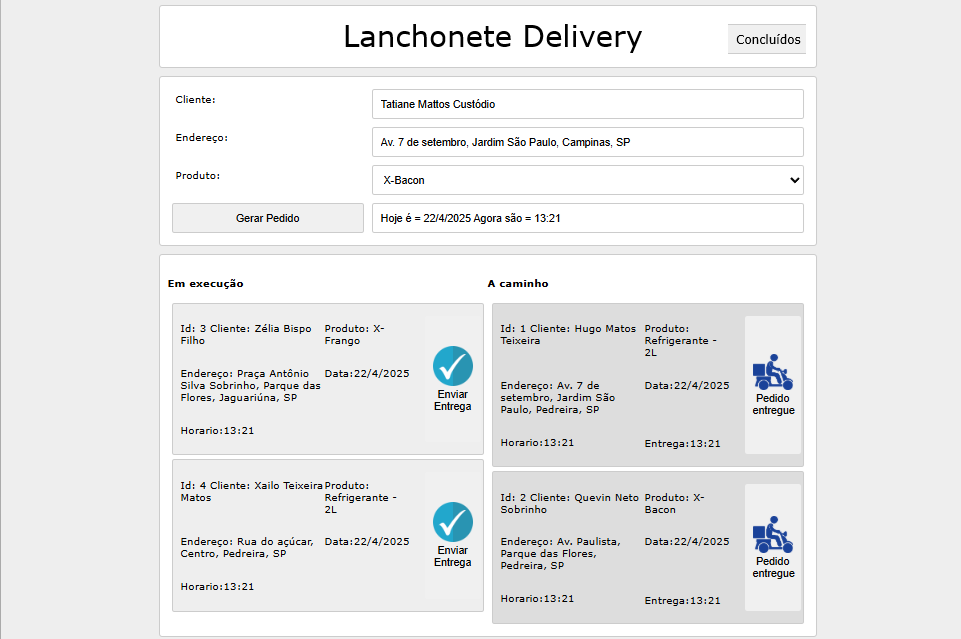 Lanchonete Delivery
Concluídos
Cliente:
Tatiane Mattos Custódio
Endereço:
Av. 7 de setembro, Jardim São Paulo, Campinas, SP
Produto:
X-Bacon
Gerar Pedido
Hoje é = 22/4/2025 Agora são = 13:21
Em execução
Id: 3 Cliente: Zélia Bispo
Filho
Produto: X-
Frango
Endereço: Praça Antônio
Silva Sobrinho, Parque das
Flores, Jaguariúna, SP
Data:22/4/2025
Horario:13:21
Enviar
Entrega
Id: 4 Cliente: Xailo Teixeira
Matos
Produto:
Refrigerante -
2L
Endereço: Rua do açúcar,
Centro, Pedreira, SP
Data:22/4/2025
Horario:13:21
Enviar
Entrega
A caminho
Id: 1 Cliente: Hugo Matos
Teixeira
Produto:
Refrigerante -
2L
Endereço: Av. 7 de
setembro, Jardim São
Paulo, Pedreira, SP
Data:22/4/2025
Horario:13:21
Entrega:13:21
Pedido
entregue
Id: 2 Cliente: Quevin Neto
Sobrinho
Produto: X-
Bacon
Endereço: Av. Paulista,
Parque das Flores,
Pedreira, SP
Data:22/4/2025
Horario:13:21
Entrega:13:21
Pedido
entregue